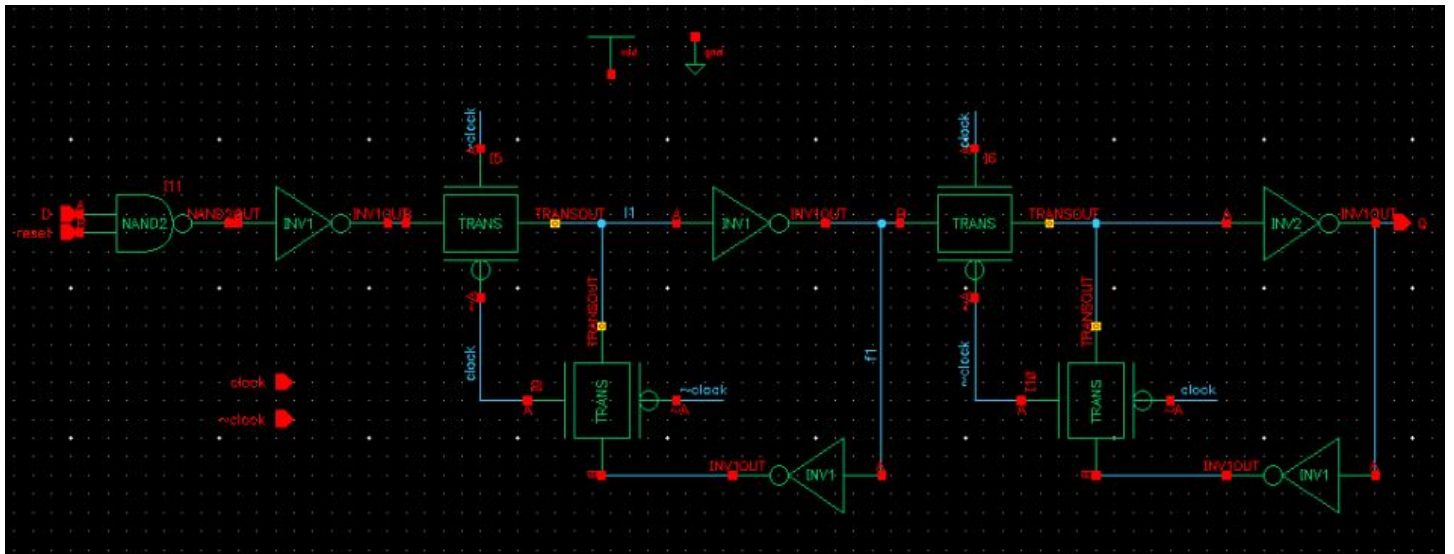 vdd gnd
~clock clock
A I5 A I6
I11
D A NAND2 NAND2OUT INV1 INV1OUT B TRANS TRANSOUT l1 A INV1 INV1OUT B TRANS TRANSOUT A INV2 INV1OUT Q
~reset B
~A ~A
TRANSOUT TRANSOUT
clock f1 ~clock
clock I9 A TRANS ~A ~clock I10 A TRANS ~A clock
~clock
B INV1OUT INV1 A B INV1OUT INV1 A